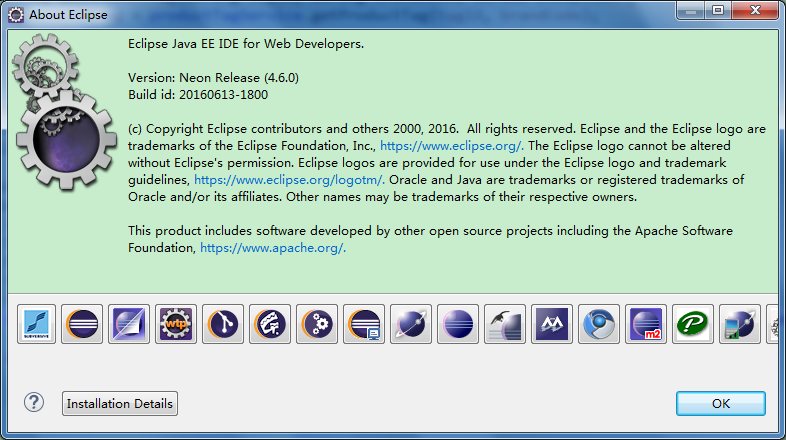 About Eclipse
Eclipse Java EE IDE for Web Developers.
Version: Neon Release (4.6.0)
Build id: 20160613-1800
(c) Copyright Eclipse contributors and others 2000, 2016.  All rights reserved. Eclipse and the Eclipse logo are
trademarks of the Eclipse Foundation, Inc., https://www.eclipse.org/. The Eclipse logo cannot be altered
without Eclipse's permission. Eclipse logos are provided for use under the Eclipse logo and trademark
guidelines, https://www.eclipse.org/logotm/. Oracle and Java are trademarks or registered trademarks of
Oracle and/or its affiliates. Other names may be trademarks of their respective owners.
This product includes software developed by other open source projects including the Apache Software
Foundation, https://www.apache.org/.
SUBVERSIVE
wtp
m2
P
?
Installation Details
OK